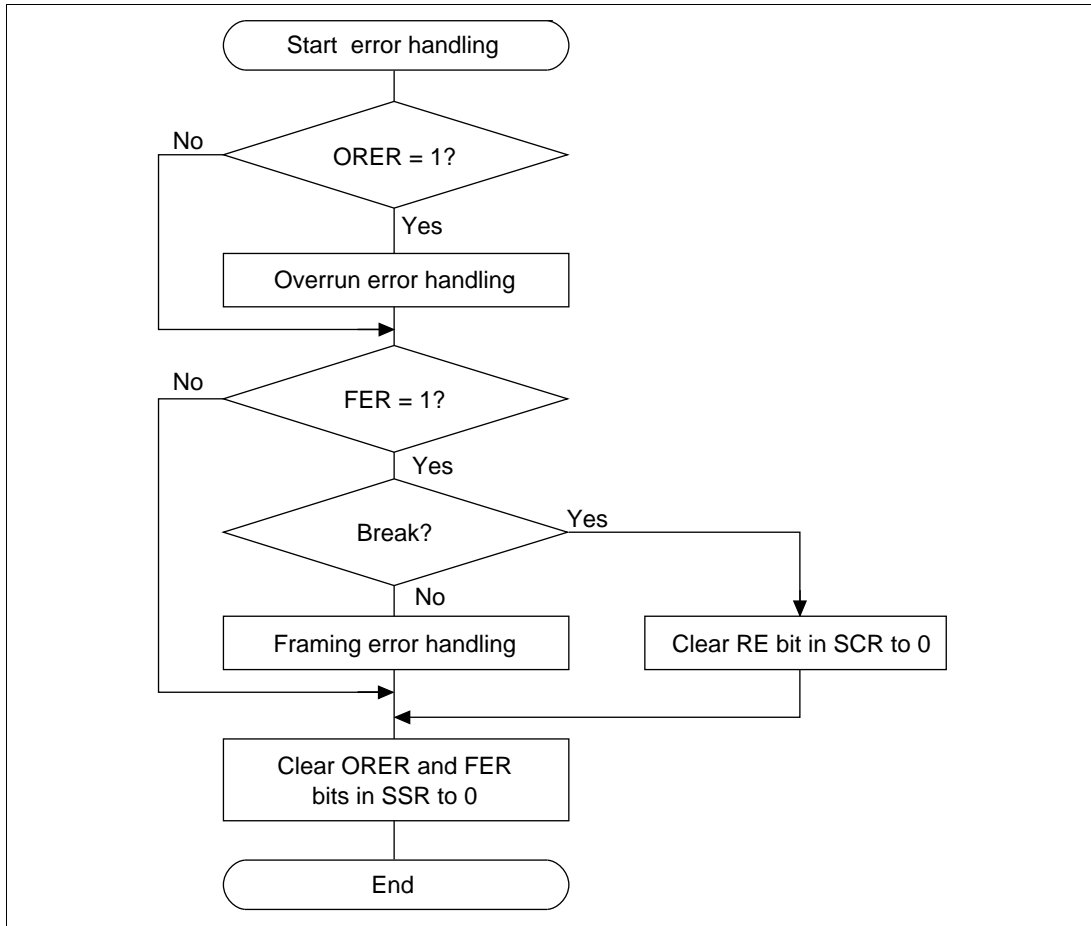 Start error handling
No
ORER = 1?
Yes
Overrun error handling
No
FER = 1?
Yes
Break?
Yes
No
Framing error handling
Clear RE bit in SCR to 0
Clear ORER and FER
bits in SSR to 0
End